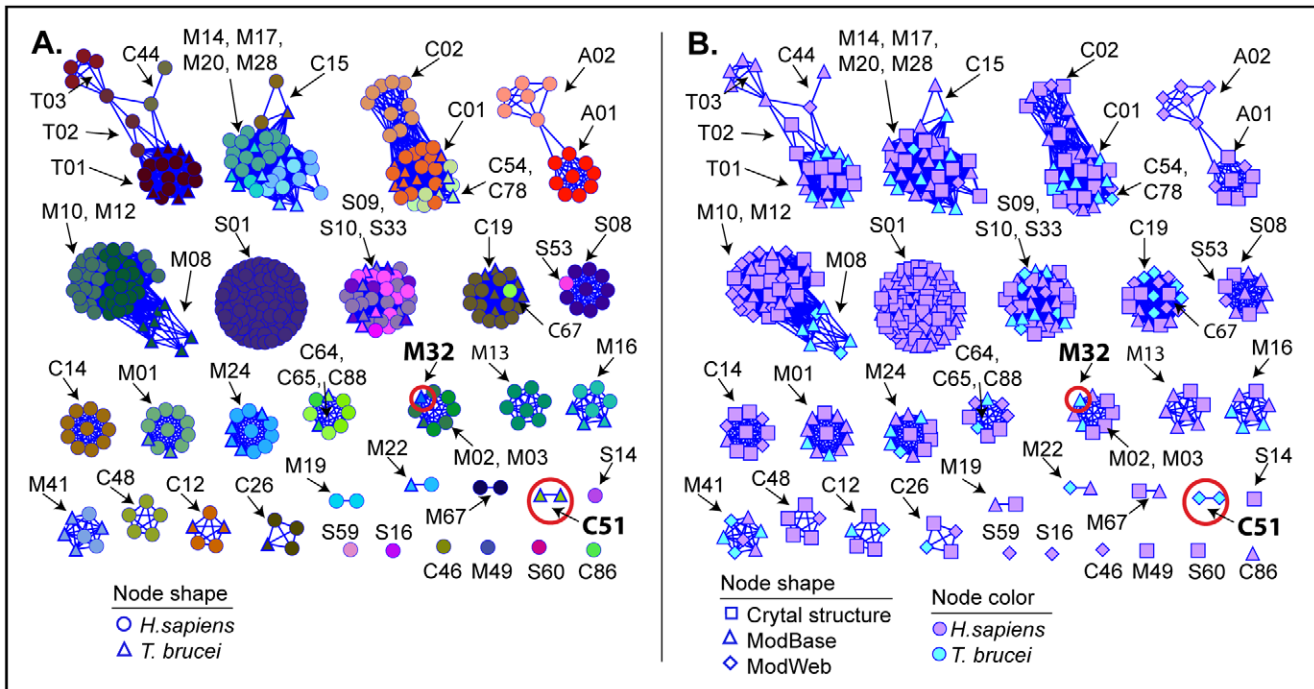 A.
C44
T03
T02
T01
M14, M17,
M20, M28
C15
C02
C01
C54,
C78
A02
A01
M10, M12
M08
S01
S09,
S10, S33
C19
C67
S53
S08
C14
M01
M24
C64,
C65, C88
M32
M13
M16
M02, M03
M41
C48
C12
C26
M19
M22
M67
C51
S14
S59
S16
C46
M49
S60
C86
Node shape
H.sapiens
T. brucei
B.
C44
T03
T02
T01
M14, M17,
M20, M28
C15
C02
C01
C54,
C78
A02
A01
M10, M12
M08
S01
S09,
S10, S33
C19
C67
S53
S08
C14
M01
M24
C64,
C65, C88
M32
M13
M16
M02, M03
M41
C48
C12
C26
M19
M22
M67
C51
S14
S59
S16
C46
M49
S60
C86
Node shape
Crytal structure
ModBase
ModWeb
Node color
H.sapiens
T. brucei